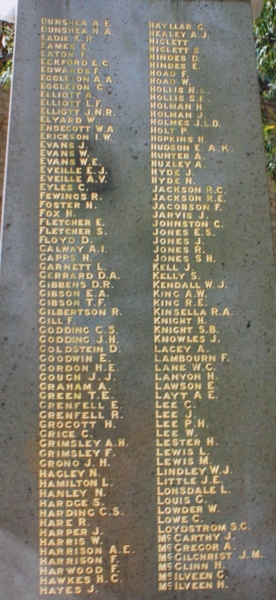 DUNSHEA A.E.
DUNSHEA N.A.
EADIE K.R.
EAMES E.
EATON
ECKFORD E.C.
EDWARDS F.
EGGLETON A.A.
EGGLETON C.
ELLIOTT A.
ELLIOTT L.F.
ELLIOTT J.N.R.
ELYARD W.
ENDECOTT W.A
ERICKSON I.W.
EVANS J.
EVANS W.
EVANS W.E.
EVEILLE E.J.
EVEILLE A.V.
EYLES C.
FEWINGS R.
FOSTER H.
FOX H.
FLETCHER E.
FLETCHER S.
FLOYD D.
GALWAY A.I.
GAPPS H.
GARNETT L.
GERRARD D.A.
GIBBENS D.R.
GIBSON E.A.
GIBSON T.F.
GILBERTSON R.
GILL F.
GODDING C.S.
GODDING J.H.
GOLDSTEIN D.
GOODWIN E.
GORDON H.E.
GOUCH J.J.
GRAHAM A.
GREEN T.E.
GRENFELL E.
GRENFELL R.
GROCOTT H.
GRICE C.
GRIMSLEY A.H.
GRIMSLEY F.
GRONO J.H.
HAGLEY N.
HAMILTON L.
HANLEY N.
HARDGE S.
HARDING C.S.
HARE R.
HARPER J.
HARRIS W.
HARRISON A.E.
HARRISON F.
HARWOOD F.
HAWKES H.C.
HAYES J.
HAYLLAR G.
HEALEY A.J.
HIGLETT
HIGLETT S.
HINDES D.
HINDES E.
HOAD F.
HOAD W.
HOLLIS H.
HOLLIS S.E.
HOLMAN H.
HOLMAN J.
HOLMES J.L.D.
HOLT P.
HOPKINS H.
HUDSON E.A.K.
HUNTER A.
HUXLEY A.
HYDE J.
HYDE N.
JACKSON R.C.
JACKSON R.E.
JACOBSON F.
JARVIS J.
JOHNSTON C.
JONES E.S.
JONES J.
JONES R.
JONES S.H.
KELL J.
KELLY S.
KENDALL W.J.
KING A.W.
KING R.E.
KINSELLA R.A.
KNIGHT H.
KNIGHT S.B.
KNOWLES J.
LACEY A.
LAMBOURN F.
LANE W.C.
LANYON H.
LAWSON E.
LAYT A.E.
LEE C.
LEE J.
LEE P.H.
LEE W.
LESTER H.
LEWIS L.
LEWIS M.
LINDLEY W.J.
LITTLE J.E.
LONSDALE L.
LOUIS G.
LOWDER W.
LOWE C.
LOYDSTROM S.G.
McCARTHY J.
McGREGOR A.
McGILCHRIST J.M.
McGLINN H.
McILVEEN G.
McILVEEN H.